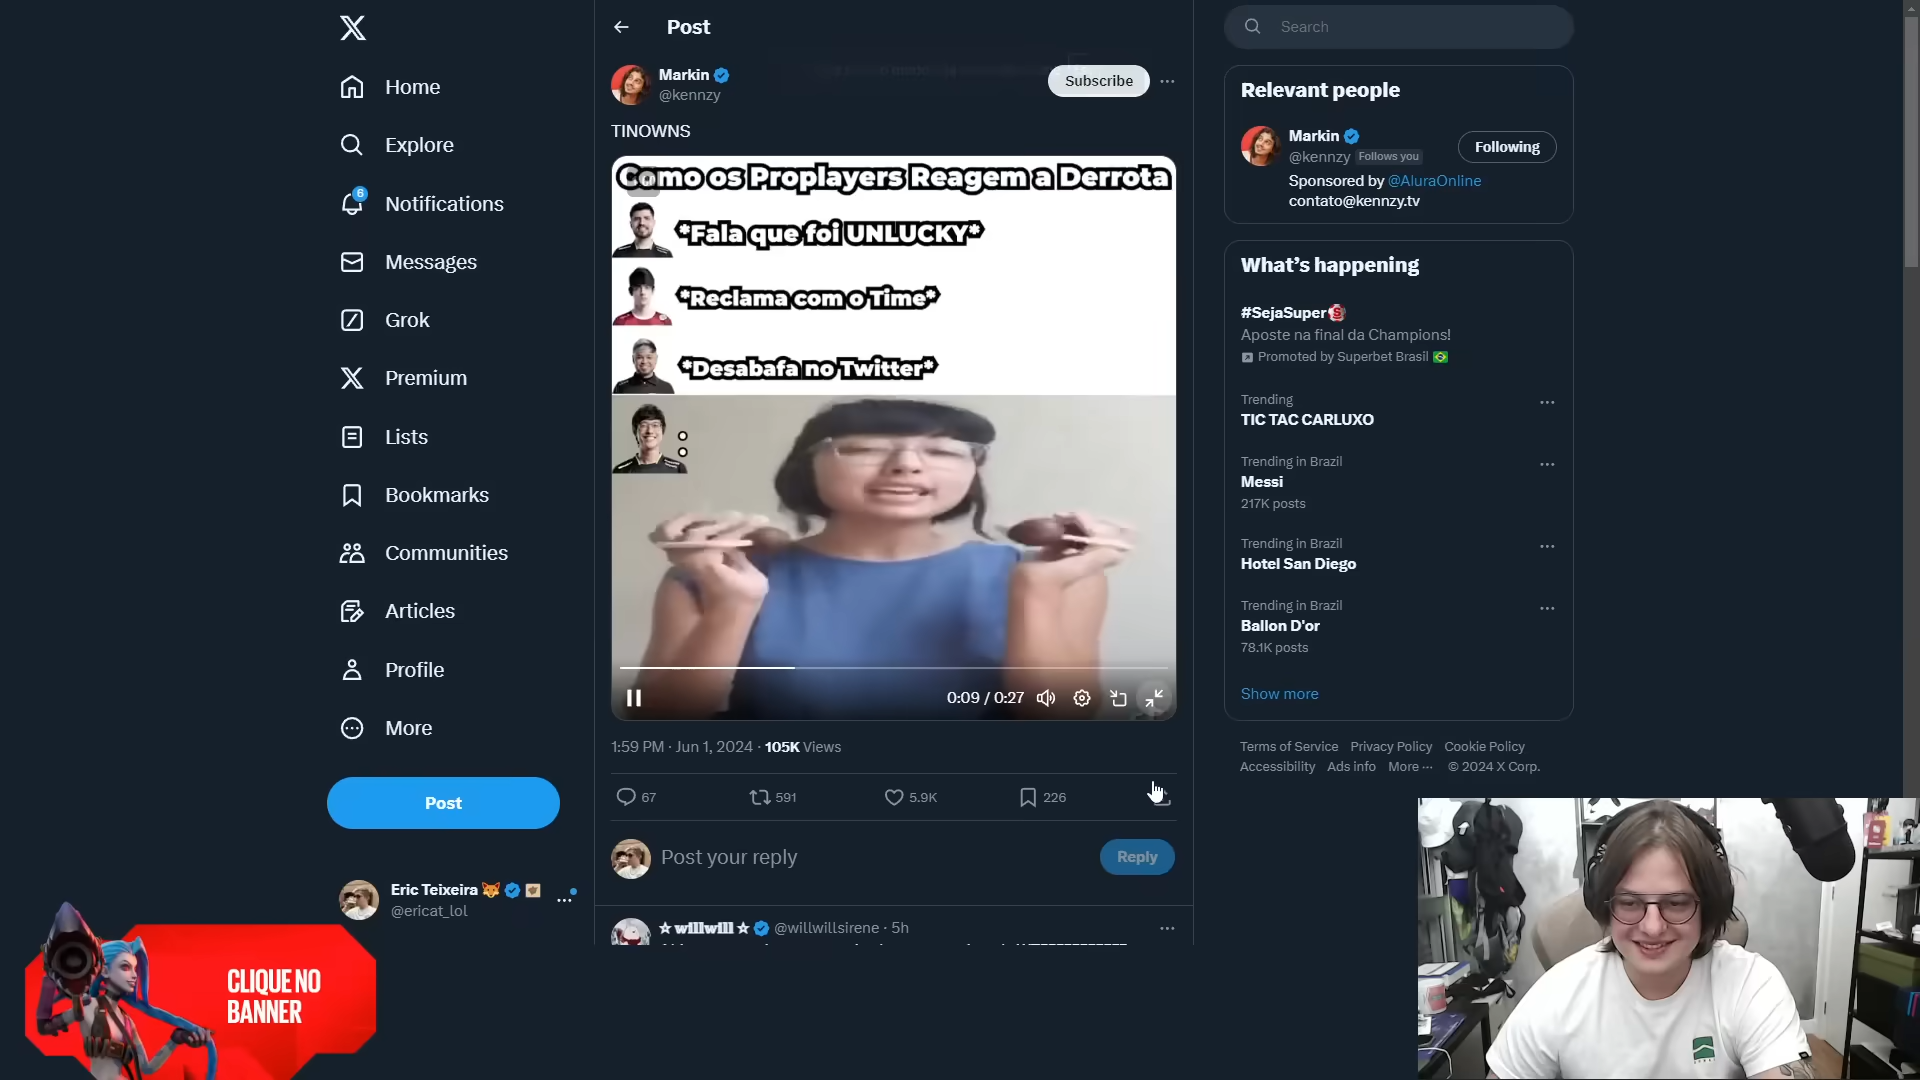 Home
Explore
6
Notifications
Messages
Grok
Premium
Lists
Bookmarks
Communities
Articles
Profile
More
Post
Eric Teixeira
@ericat_lol
CLIQUE NO
BANNER
Post
Markin
@kennzy
Subscribe
TINOWNS
Como os Proplayers Reagem a Derrota
*Fala que foi UNLUCKY*
*Reclama com o Time*
*Desabafa no Twitter*
:
0:09 / 0:27
1:59 PM · Jun 1, 2024 · 105K Views
67
591
5.9K
226
Post your reply
Reply
☆ willwill ☆ @willwillsirene · 5h
Search
Relevant people
Markin
@kennzy Follows you
Following
Sponsored by @AluraOnline
contato@kennzy.tv
What's happening
#SejaSuper
Aposte na final da Champions!
Promoted by Superbet Brasil
Trending
TIC TAC CARLUXO
Trending in Brazil
Messi
217K posts
Trending in Brazil
Hotel San Diego
Trending in Brazil
Ballon D'or
78.1K posts
Show more
Terms of Service Privacy Policy Cookie Policy
Accessibility Ads info More ··· © 2024 X Corp.